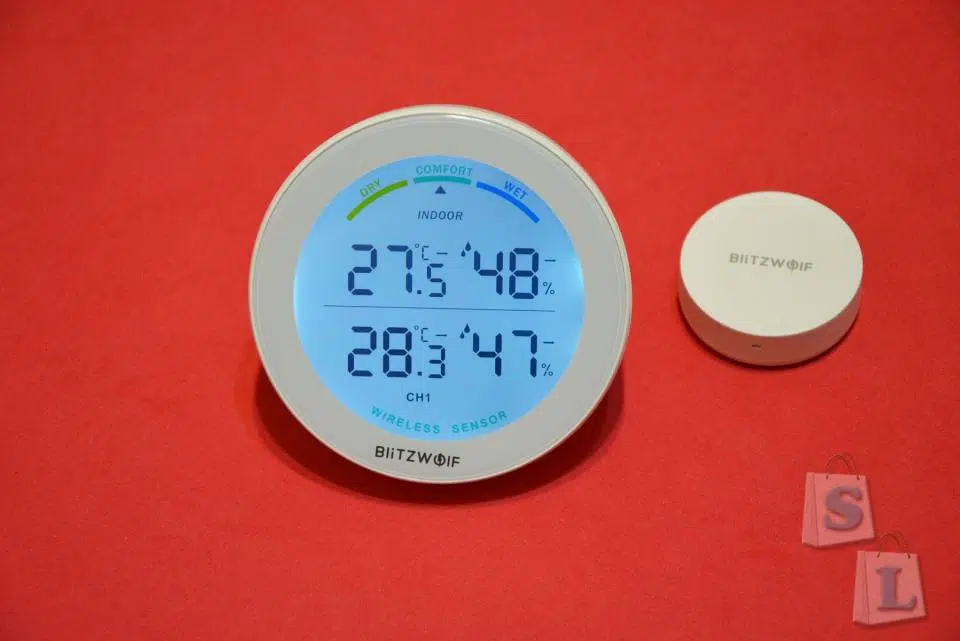 DRY COMFORT WET
INDOOR
27.5 °C 48 %
28.3 °C 47 %
CH1
WIRELESS SENSOR
BLiTZWOLF
BLiTZWOLF
S
L